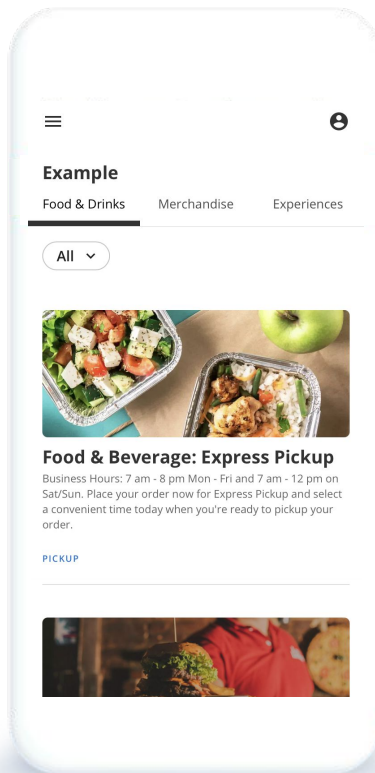 Example
Food & Drinks Merchandise Experiences
All
Food & Beverage: Express Pickup
Business Hours: 7 am - 8 pm Mon - Fri and 7 am - 12 pm on
Sat/Sun. Place your order now for Express Pickup and select
a convenient time today when you're ready to pickup your
order.
PICKUP